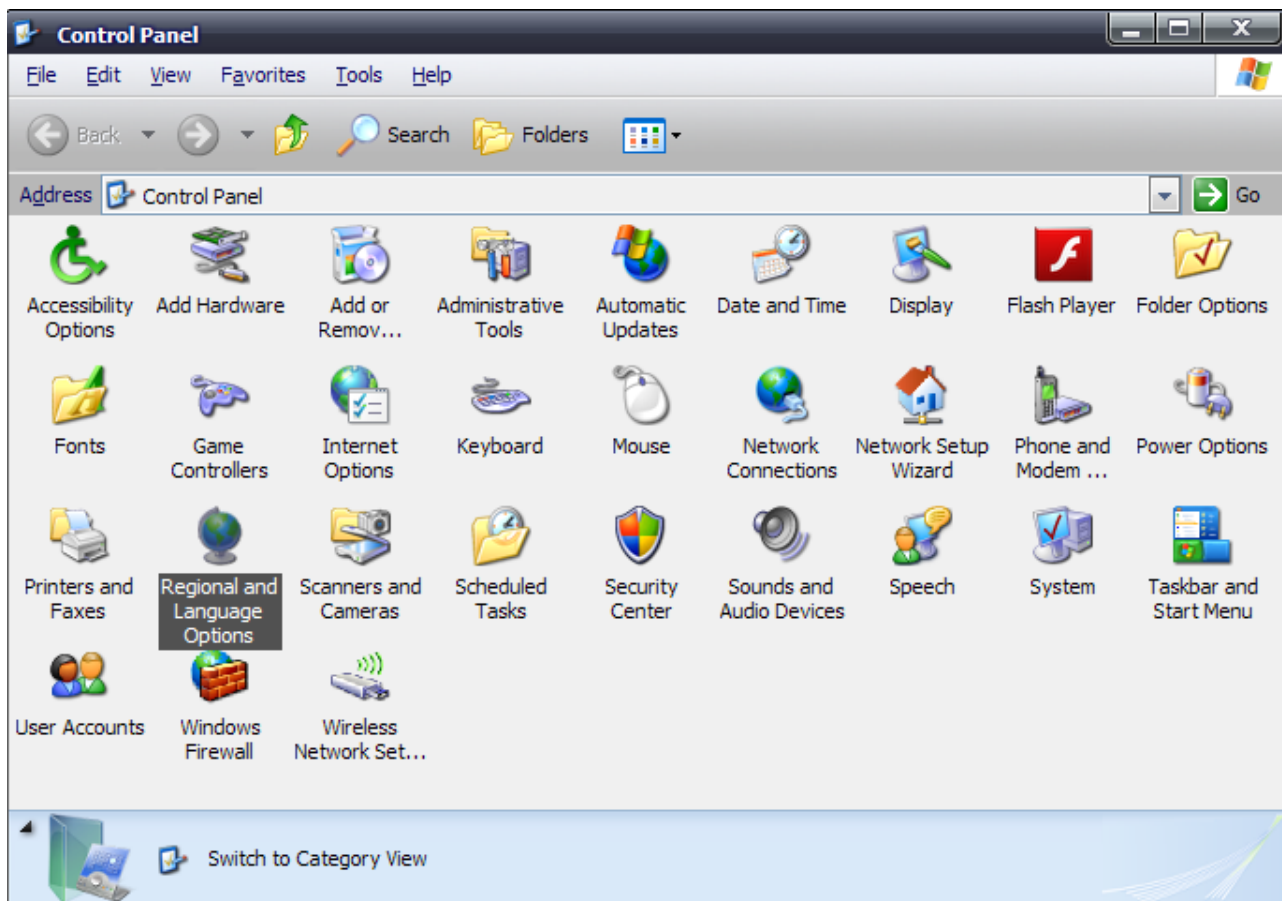 Control Panel
File Edit View Favorites Tools Help
Back Search Folders
Address Control Panel Go
Accessibility Options
Add Hardware
Add or Remov...
Administrative Tools
Automatic Updates
Date and Time
Display
Flash Player
Folder Options
Fonts
Game Controllers
Internet Options
Keyboard
Mouse
Network Connections
Network Setup Wizard
Phone and Modem ...
Power Options
Printers and Faxes
Regional and Language Options
Scanners and Cameras
Scheduled Tasks
Security Center
Sounds and Audio Devices
Speech
System
Taskbar and Start Menu
User Accounts
Windows Firewall
Wireless Network Set...
Switch to Category View